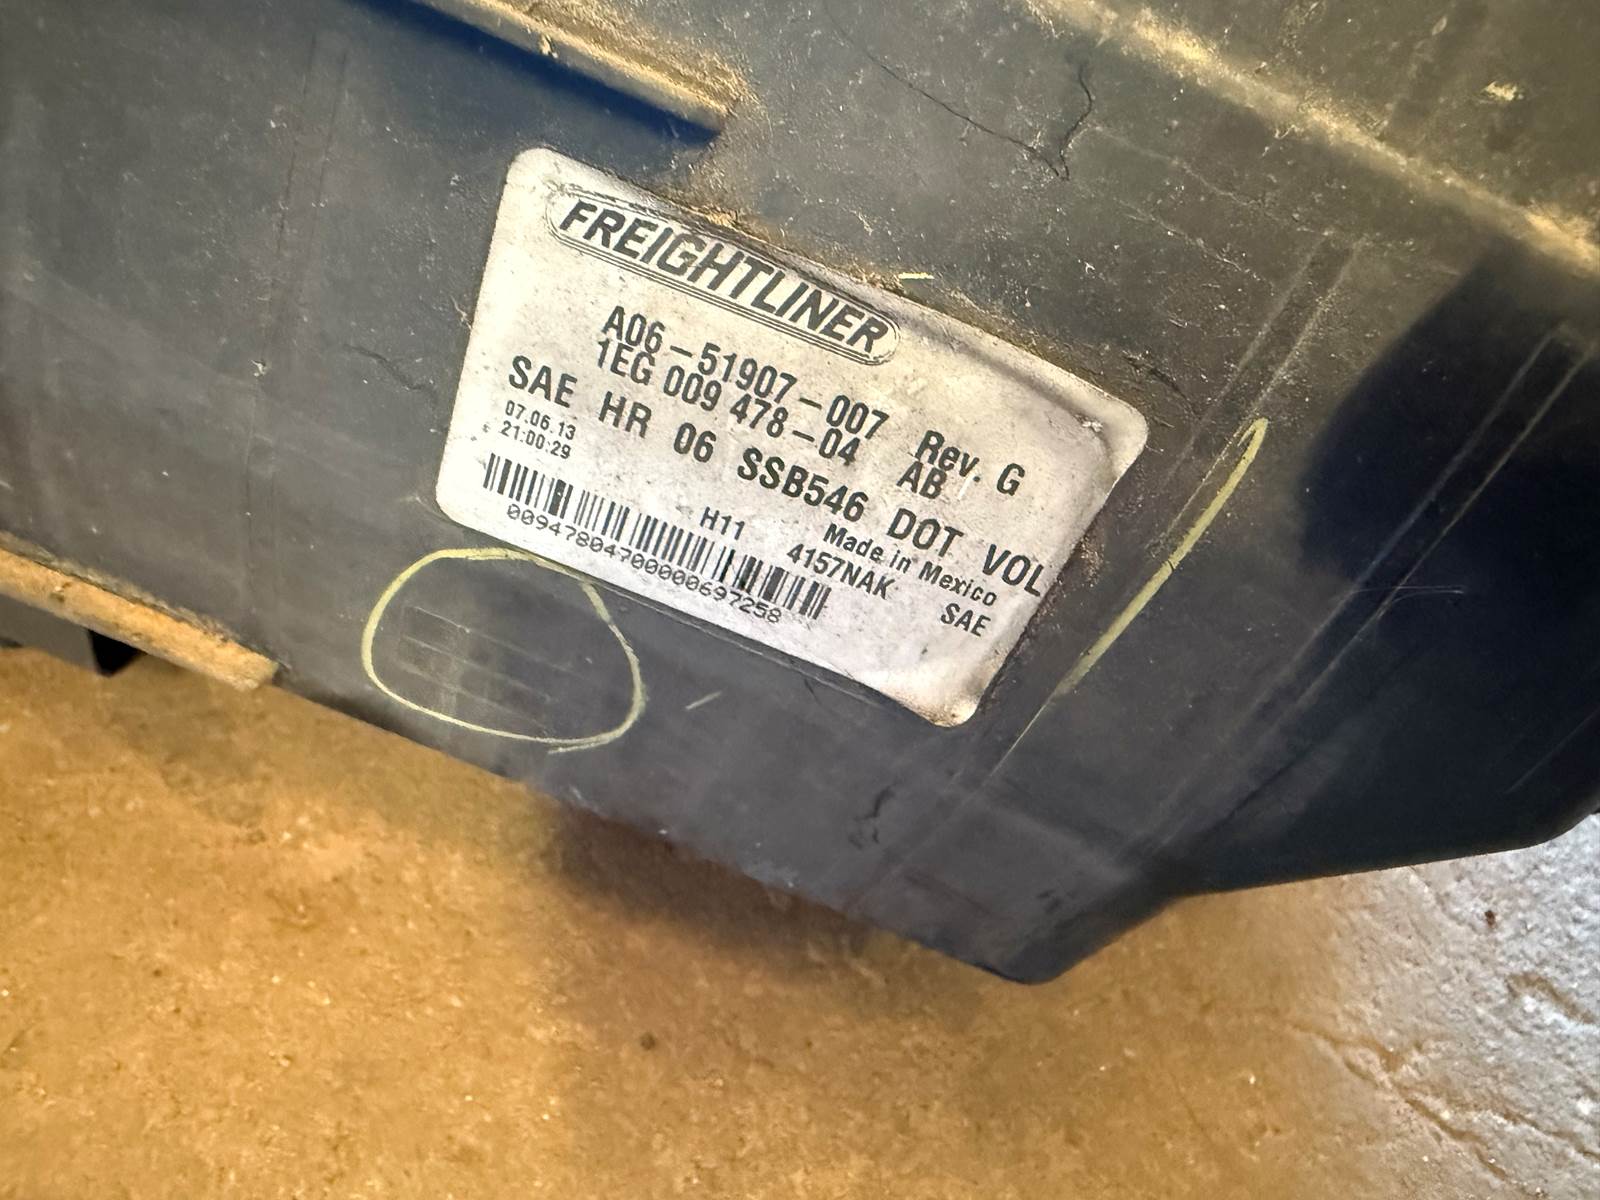 FREIGHTLINER
A06-51907-007 Rev. G
1EG 009 478-04 AB
SAE HR 06 SSB546 DOT VOL
07.06.13
21:00:29
H11 Made in Mexico
4157NAK SAE
00947804700000697258